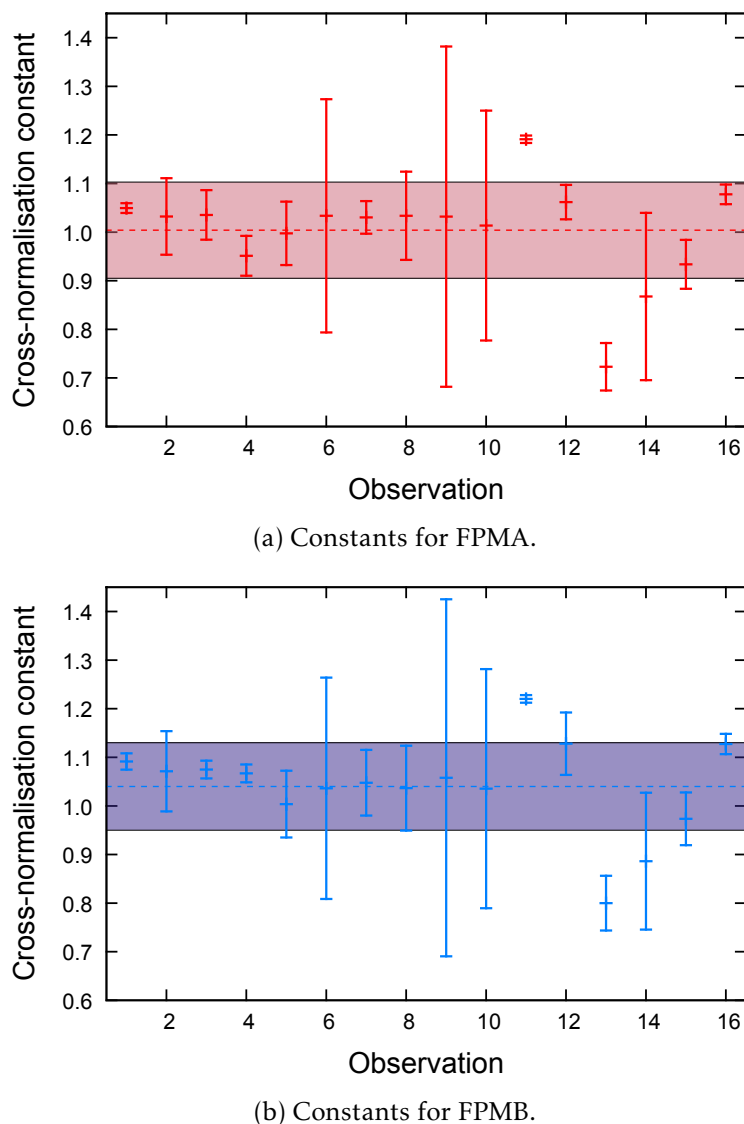 Cross-normalisation constant
1.4
1.3
1.2
1.1
1.0
0.9
0.8
0.7
0.6
2 4 6 8 10 12 14 16
Observation
(a) Constants for FPMA.
Cross-normalisation constant
1.4
1.3
1.2
1.1
1.0
0.9
0.8
0.7
0.6
2 4 6 8 10 12 14 16
Observation
(b) Constants for FPMB.